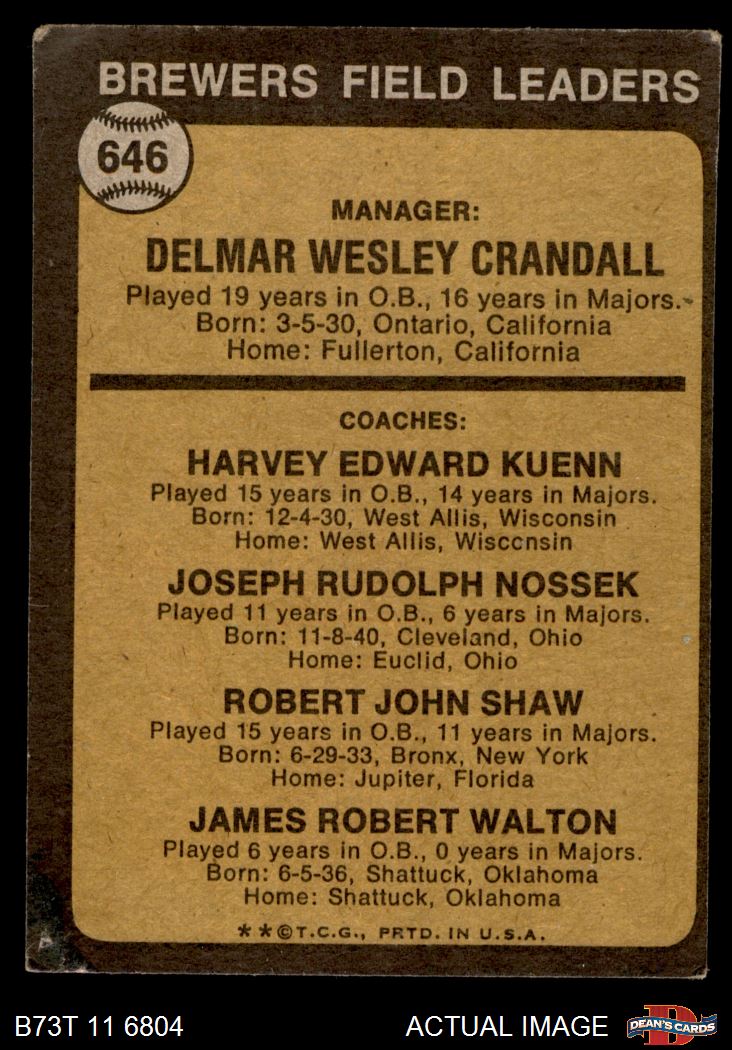 BREWERS FIELD LEADERS
646
MANAGER:
DELMAR WESLEY CRANDALL
Played 19 years in O.B., 16 years in Majors.
Born: 3-5-30, Ontario, California
Home: Fullerton, California
COACHES:
HARVEY EDWARD KUENN
Played 15 years in O.B., 14 years in Majors.
Born: 12-4-30, West Allis, Wisconsin
Home: West Allis, Wisccnsin
JOSEPH RUDOLPH NOSSEK
Played 11 years in O.B., 6 years in Majors.
Born: 11-8-40, Cleveland, Ohio
Home: Euclid, Ohio
ROBERT JOHN SHAW
Played 15 years in O.B., 11 years in Majors.
Born: 6-29-33, Bronx, New York
Home: Jupiter, Florida
JAMES ROBERT WALTON
Played 6 years in O.B., 0 years in Majors.
Born: 6-5-36, Shattuck, Oklahoma
Home: Shattuck, Oklahoma
**©T.C.G., PRTD. IN U.S.A.
B73T 11 6804
ACTUAL IMAGE
D
DEAN'S CARDS